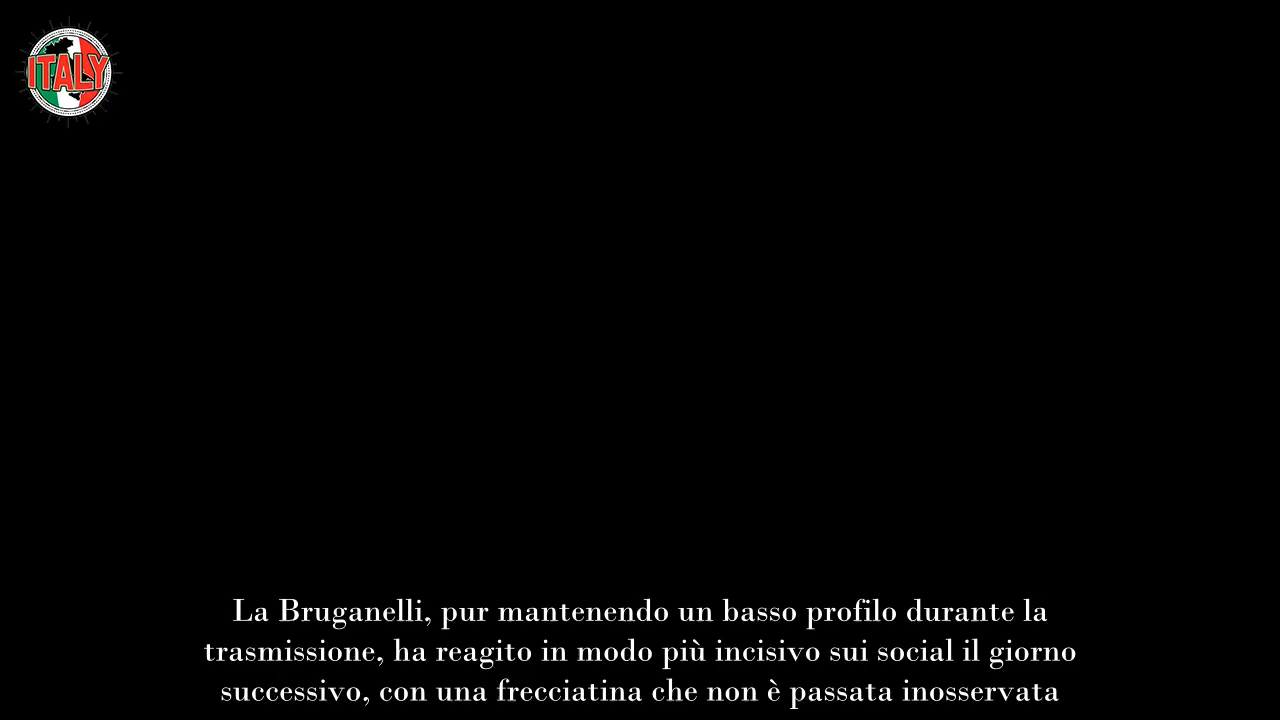 ITALY
La Bruganelli, pur mantenendo un basso profilo durante la
trasmissione, ha reagito in modo più incisivo sui social il giorno
successivo, con una frecciatina che non è passata inosservata